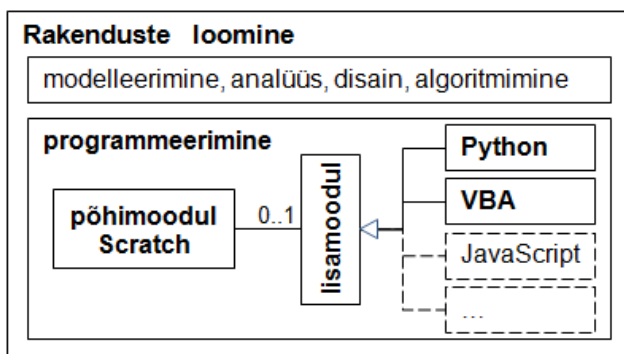 Rakenduste loomine
modelleerimine, analüüs, disain, algoritmimine
programmeerimine
põhimoodul
Scratch
0..1
lisamoodul
Python
VBA
JavaScript
...